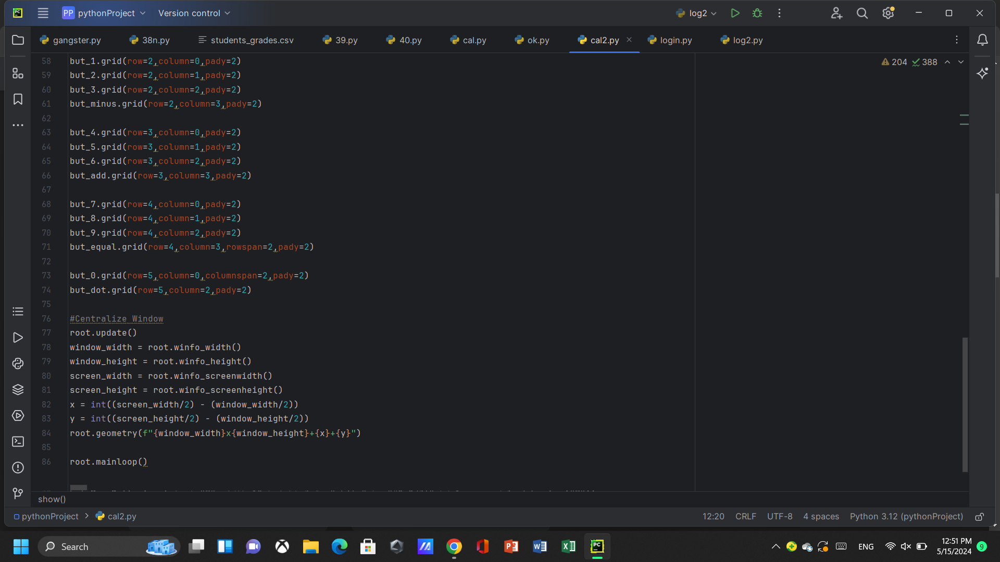 PC PP pythonProject Version control log2
gangster.py 38n.py students_grades.csv 39.py 40.py cal.py ok.py cal2.py login.py log2.py
204 388
58 but_1.grid(row=2,column=0,pady=2)
59 but_2.grid(row=2,column=1,pady=2)
60 but_3.grid(row=2,column=2,pady=2)
61 but_minus.grid(row=2,column=3,pady=2)
62
63 but_4.grid(row=3,column=0,pady=2)
64 but_5.grid(row=3,column=1,pady=2)
65 but_6.grid(row=3,column=2,pady=2)
66 but_add.grid(row=3,column=3,pady=2)
67
68 but_7.grid(row=4,column=0,pady=2)
69 but_8.grid(row=4,column=1,pady=2)
70 but_9.grid(row=4,column=2,pady=2)
71 but_equal.grid(row=4,column=3,rowspan=2,pady=2)
72
73 but_0.grid(row=5,column=0,columnspan=2,pady=2)
74 but_dot.grid(row=5,column=2,pady=2)
75
76 #Centralize Window
77 root.update()
78 window_width = root.winfo_width()
79 window_height = root.winfo_height()
80 screen_width = root.winfo_screenwidth()
81 screen_height = root.winfo_screenheight()
82 x = int((screen_width/2) - (window_width/2))
83 y = int((screen_height/2) - (window_height/2))
84 root.geometry(f"{window_width}x{window_height}+{x}+{y}")
85
86 root.mainloop()
show()
pythonProject > cal2.py 12:20 CRLF UTF-8 4 spaces Python 3.12 (pythonProject)
Search ENG 12:51 PM
5/15/2024 9